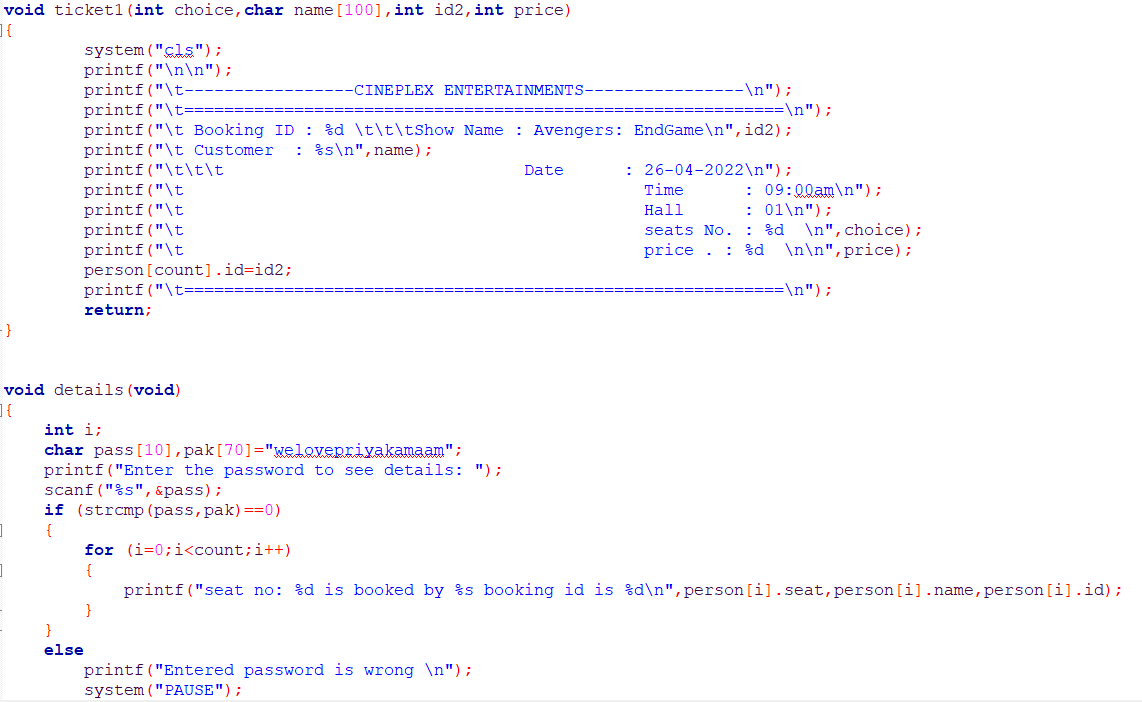 void ticket1(int choice,char name[100],int id2,int price)
{
        system("cls");
        printf("\n\n");
        printf("\t-----------------CINEPLEX ENTERTAINMENTS----------------\n");
        printf("\t============================================================\n");
        printf("\t Booking ID : %d \t\t\tShow Name : Avengers: EndGame\n",id2);
        printf("\t Customer  : %s\n",name);
        printf("\t\t\t                              Date      : 26-04-2022\n");
        printf("\t                                              Time      : 09:00am\n");
        printf("\t                                              Hall      : 01\n");
        printf("\t                                              seats No. : %d  \n",choice);
        printf("\t                                              price . : %d  \n\n",price);
        person[count].id=id2;
        printf("\t============================================================\n");
        return;
}
void details(void)
{
    int i;
    char pass[10],pak[70]="welovepriyakamaam";
    printf("Enter the password to see details: ");
    scanf("%s",&pass);
    if (strcmp(pass,pak)==0)
    {
        for (i=0;i<count;i++)
        {
            printf("seat no: %d is booked by %s booking id is %d\n",person[i].seat,person[i].name,person[i].id);
        }
    }
    else
        printf("Entered password is wrong \n");
        system("PAUSE");